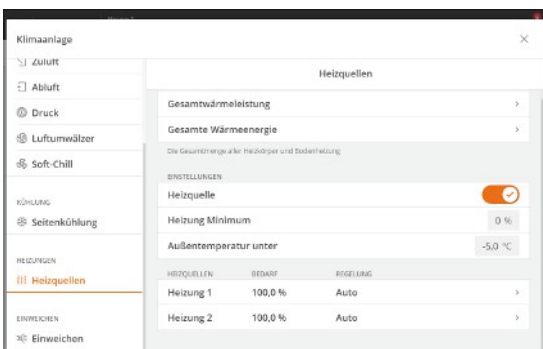 Klimaanlage
Zuluft
Abluft
Druck
Luftumwälzer
Soft-Chill
KÜHLUNG
Seitenkühlung
HEIZUNGEN
Heizquellen
EINWEICHEN
Einweichen
Heizquellen
Gesamtwärmeleistung
Gesamte Wärmeenergie
Die Gesamtmenge aller Heizkörper und Bodenheizung
EINSTELLUNGEN
Heizquelle
Heizung Minimum 0 %
Außentemperatur unter -5,0 °C
HEIZQUELLEN BEDARF REGELUNG
Heizung 1 100,0 % Auto
Heizung 2 100,0 % Auto